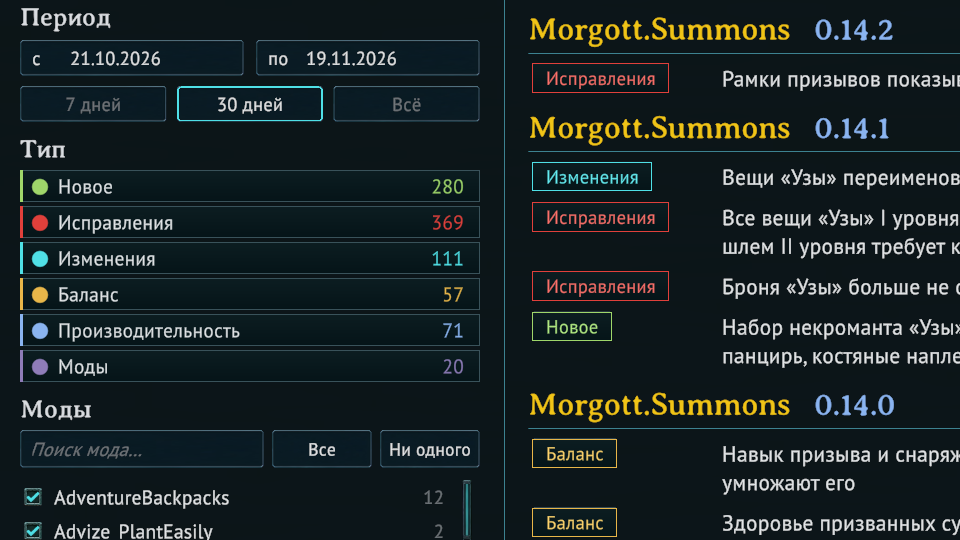 Период
с 21.10.2026 по 19.11.2026
7 дней 30 дней Всё
Тип
Новое 280
Исправления 369
Изменения 111
Баланс 57
Производительность 71
Моды 20
Моды
Поиск мода... Все Ни одного
AdventureBackpacks 12
Advize PlantEasily 2
Morgott.Summons 0.14.2
Исправления Рамки призывов показы
Morgott.Summons 0.14.1
Изменения Вещи «Узы» переименов
Исправления Все вещи «Узы» I уровня
шлем II уровня требует к
Исправления Броня «Узы» больше не
Новое Набор некроманта «Узы»
панцирь, костяные напле
Morgott.Summons 0.14.0
Баланс Навык призыва и снаряж
умножают его
Баланс Здоровье призванных су